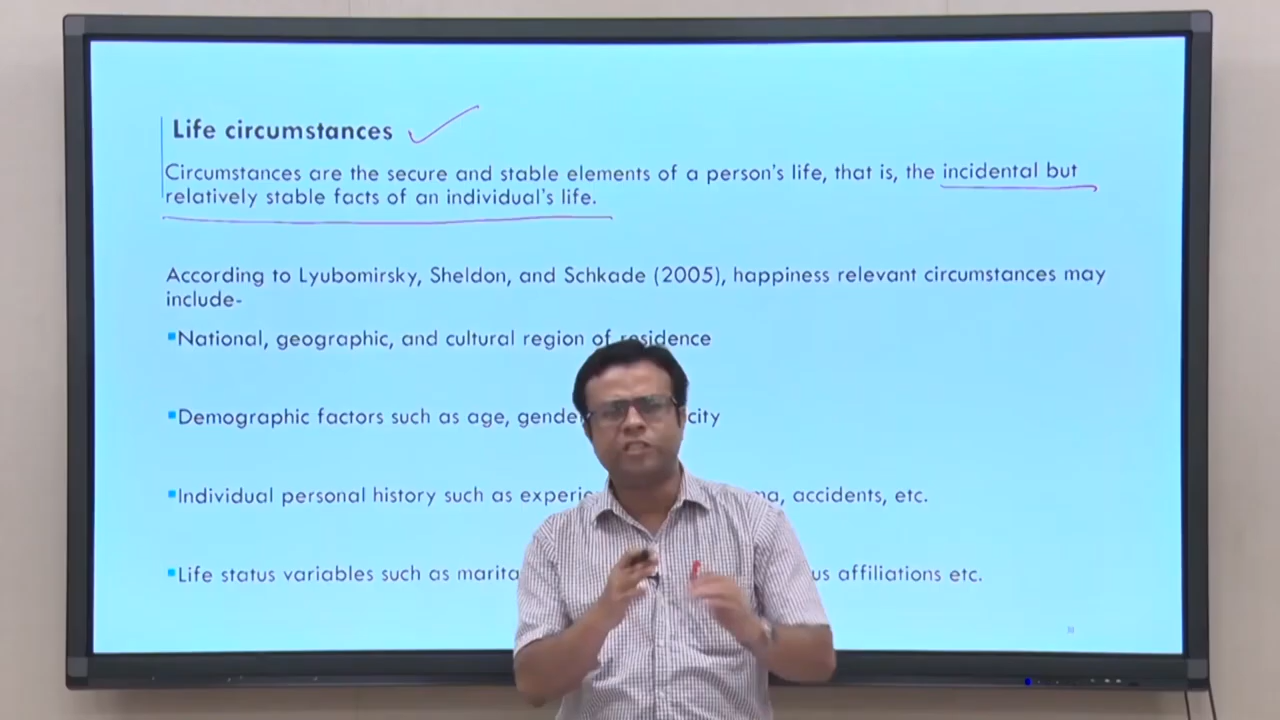 Life circumstances
Circumstances are the secure and stable elements of a person's life, that is, the incidental but
relatively stable facts of an individual's life.
According to Lyubomirsky, Sheldon, and Schkade (2005), happiness relevant circumstances may
include-
National, geographic, and cultural region of residence
Demographic factors such as age, city
Individual personal history such as accidents, etc.
Life status variables such as affiliations etc.